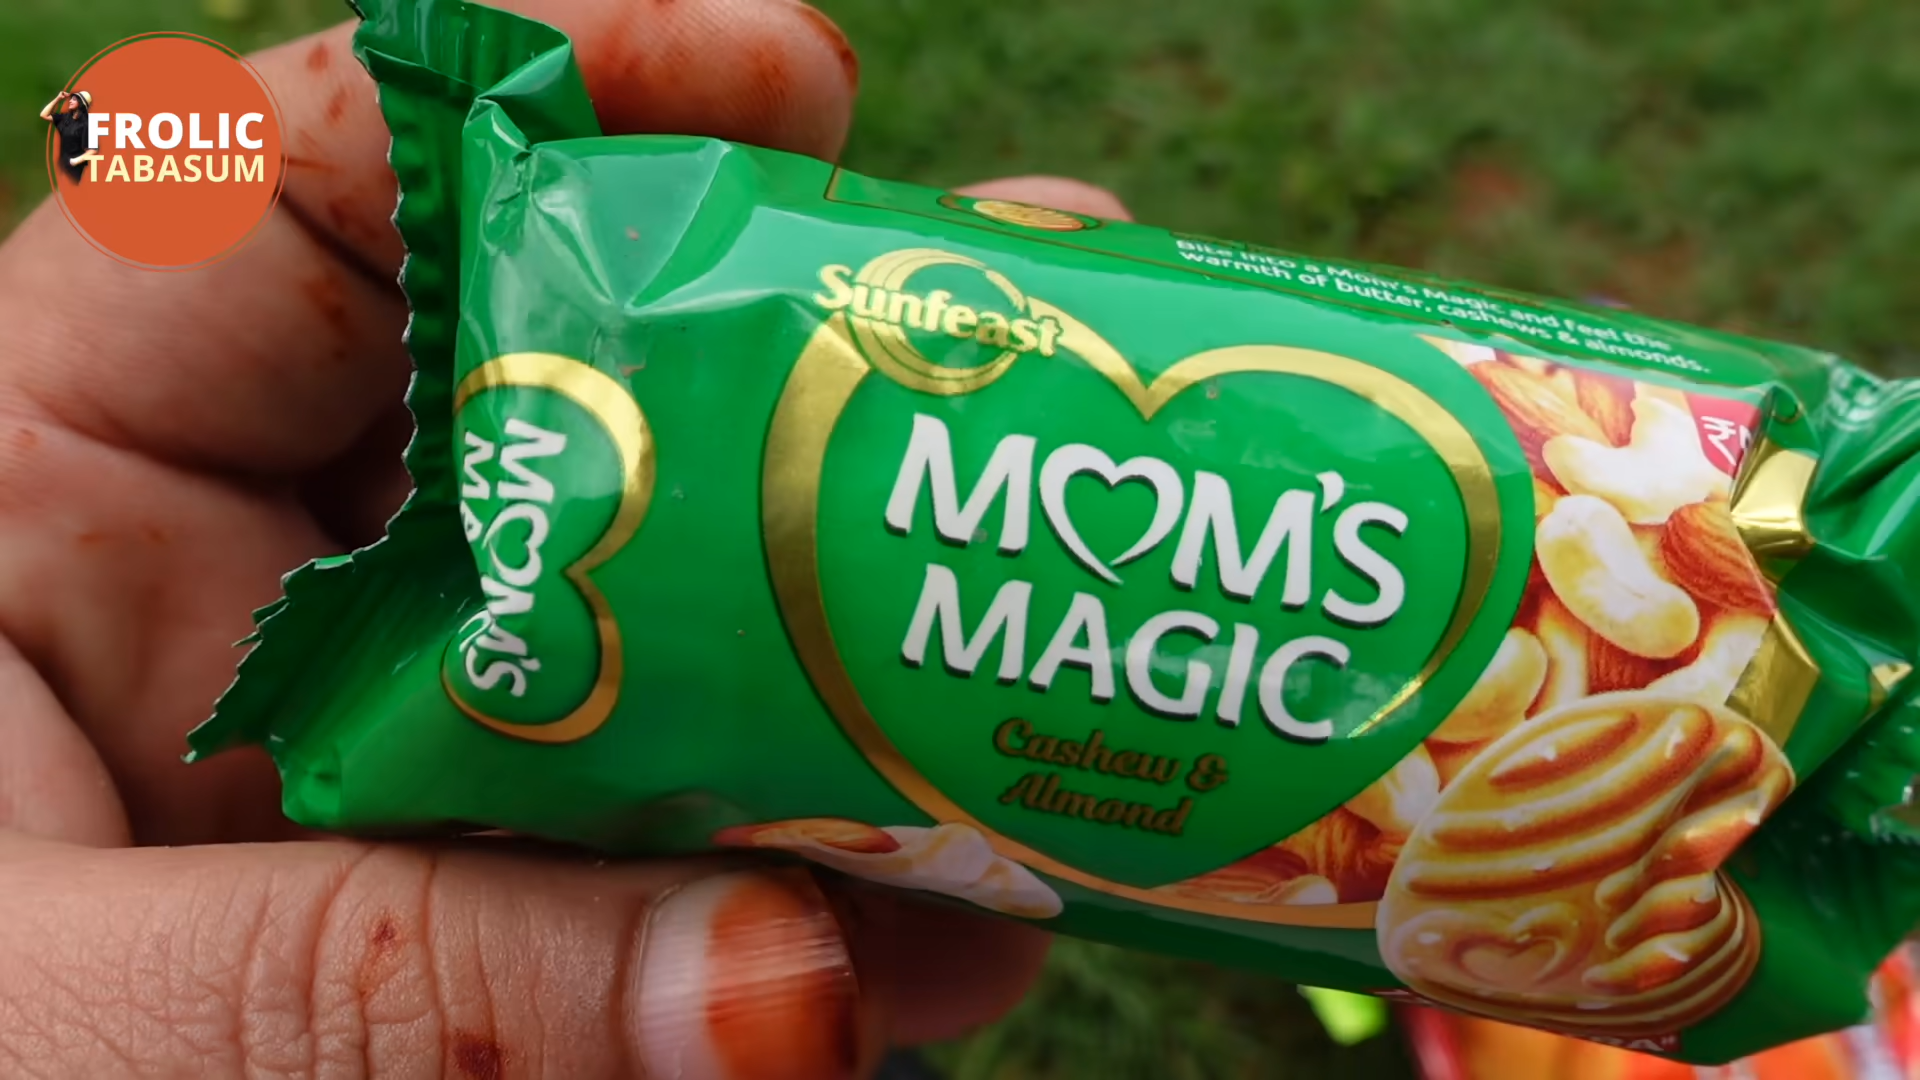 FROLIC
TABASUM
Bite into a Mom's Magic and feel the
warmth of butter, cashews & almonds.
Sunfeast
MOM'S
MAGIC
Cashew &
Almond
MOM'S
₹